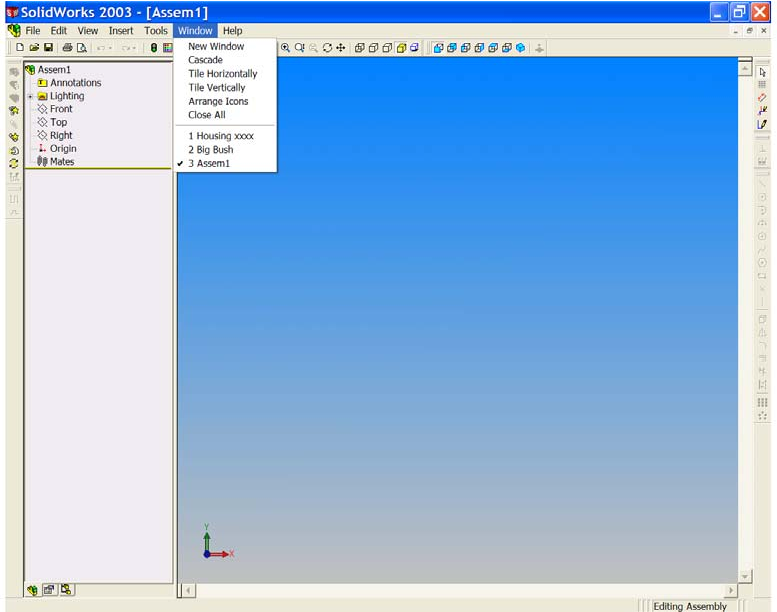 SolidWorks 2003 - [Assem1]
File Edit View Insert Tools Window Help
New Window
Cascade
Tile Horizontally
Tile Vertically
Arrange Icons
Close All
1 Housing xxxx
2 Big Bush
3 Assem1
Assem1
Annotations
Lighting
Front
Top
Right
Origin
Mates
Y
X
Editing Assembly